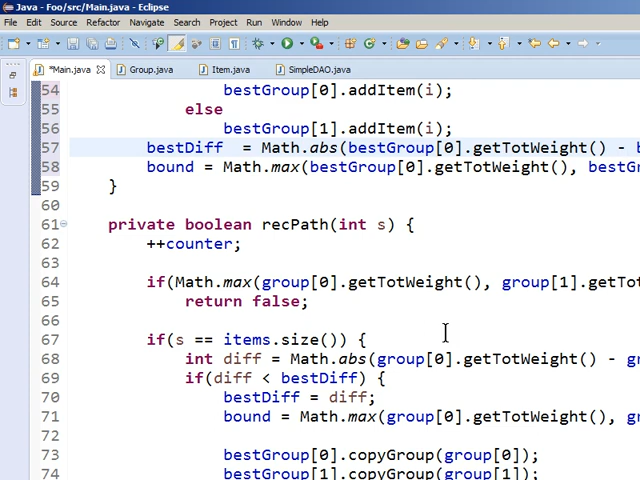 Java - Foo/src/Main.java - Eclipse
File Edit Source Refactor Navigate Search Project Run Window Help
*Main.java Group.java Item.java SimpleDAO.java
54 bestGroup[0].addItem(i);
55 else
56 bestGroup[1].addItem(i);
57 bestDiff = Math.abs(bestGroup[0].getTotWeight() - b
58 bound = Math.max(bestGroup[0].getTotWeight(), bestG
59 }
60
61 private boolean recPath(int s) {
62 ++counter;
63
64 if(Math.max(group[0].getTotWeight(), group[1].getTo
65 return false;
66
67 if(s == items.size()) {
68 int diff = Math.abs(group[0].getTotWeight() - gr
69 if(diff < bestDiff) {
70 bestDiff = diff;
71 bound = Math.max(group[0].getTotWeight(), g
72
73 bestGroup[0].copyGroup(group[0]);
74 bestGroup[1].copyGroup(group[1]);